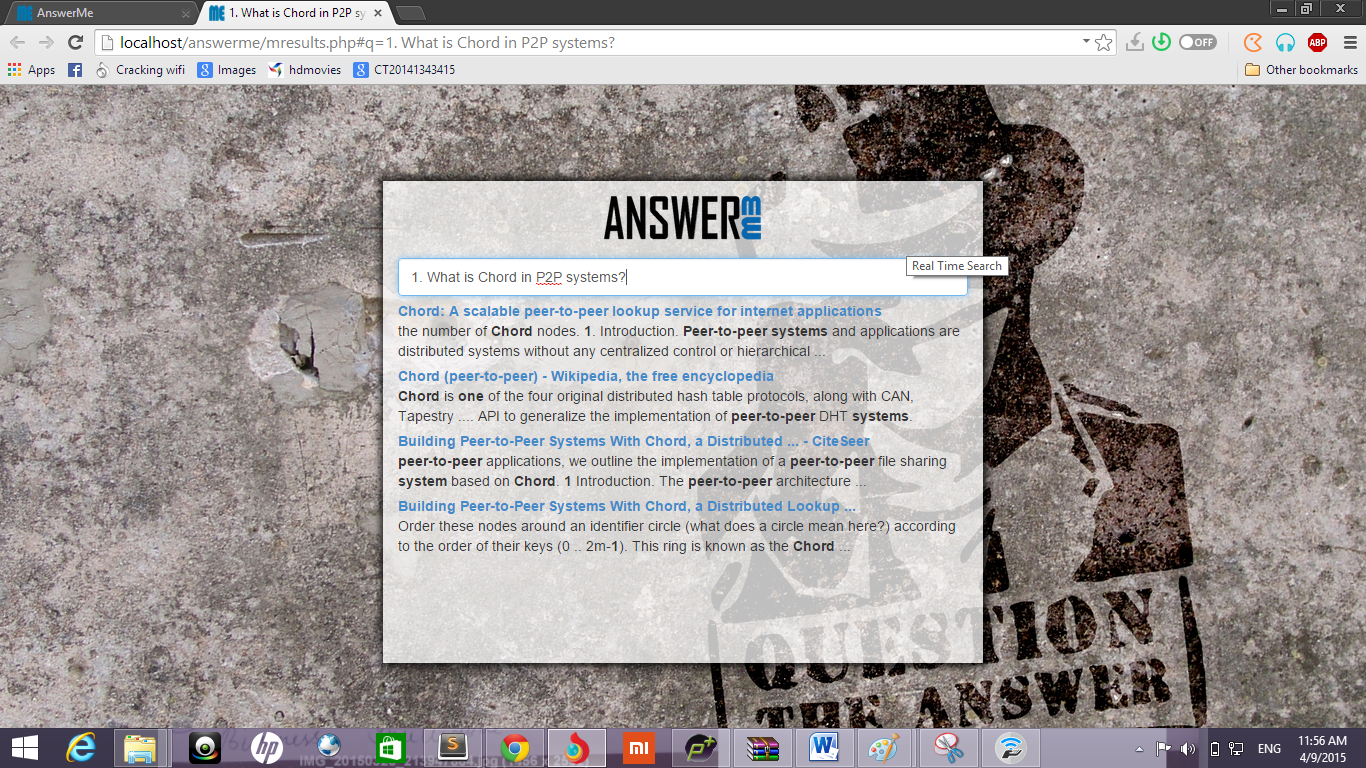 AnswerMe
1. What is Chord in P2P sy
localhost/answerme/mresults.php#q=1. What is Chord in P2P systems?
OFF
ABP
Apps
Cracking wifi
Images
hdmovies
CT20141343415
Other bookmarks
ANSWER ME
Real Time Search
1. What is Chord in P2P systems?
Chord: A scalable peer-to-peer lookup service for internet applications
the number of Chord nodes. 1. Introduction. Peer-to-peer systems and applications are
distributed systems without any centralized control or hierarchical ...
Chord (peer-to-peer) - Wikipedia, the free encyclopedia
Chord is one of the four original distributed hash table protocols, along with CAN,
Tapestry .... API to generalize the implementation of peer-to-peer DHT systems.
Building Peer-to-Peer Systems With Chord, a Distributed ... - CiteSeer
peer-to-peer applications, we outline the implementation of a peer-to-peer file sharing
system based on Chord. 1 Introduction. The peer-to-peer architecture ...
Building Peer-to-Peer Systems With Chord, a Distributed Lookup ...
Order these nodes around an identifier circle (what does a circle mean here?) according
to the order of their keys (0 .. 2m-1). This ring is known as the Chord ...
QUESTION
THE ANSWER
ENG
11:56 AM
4/9/2015